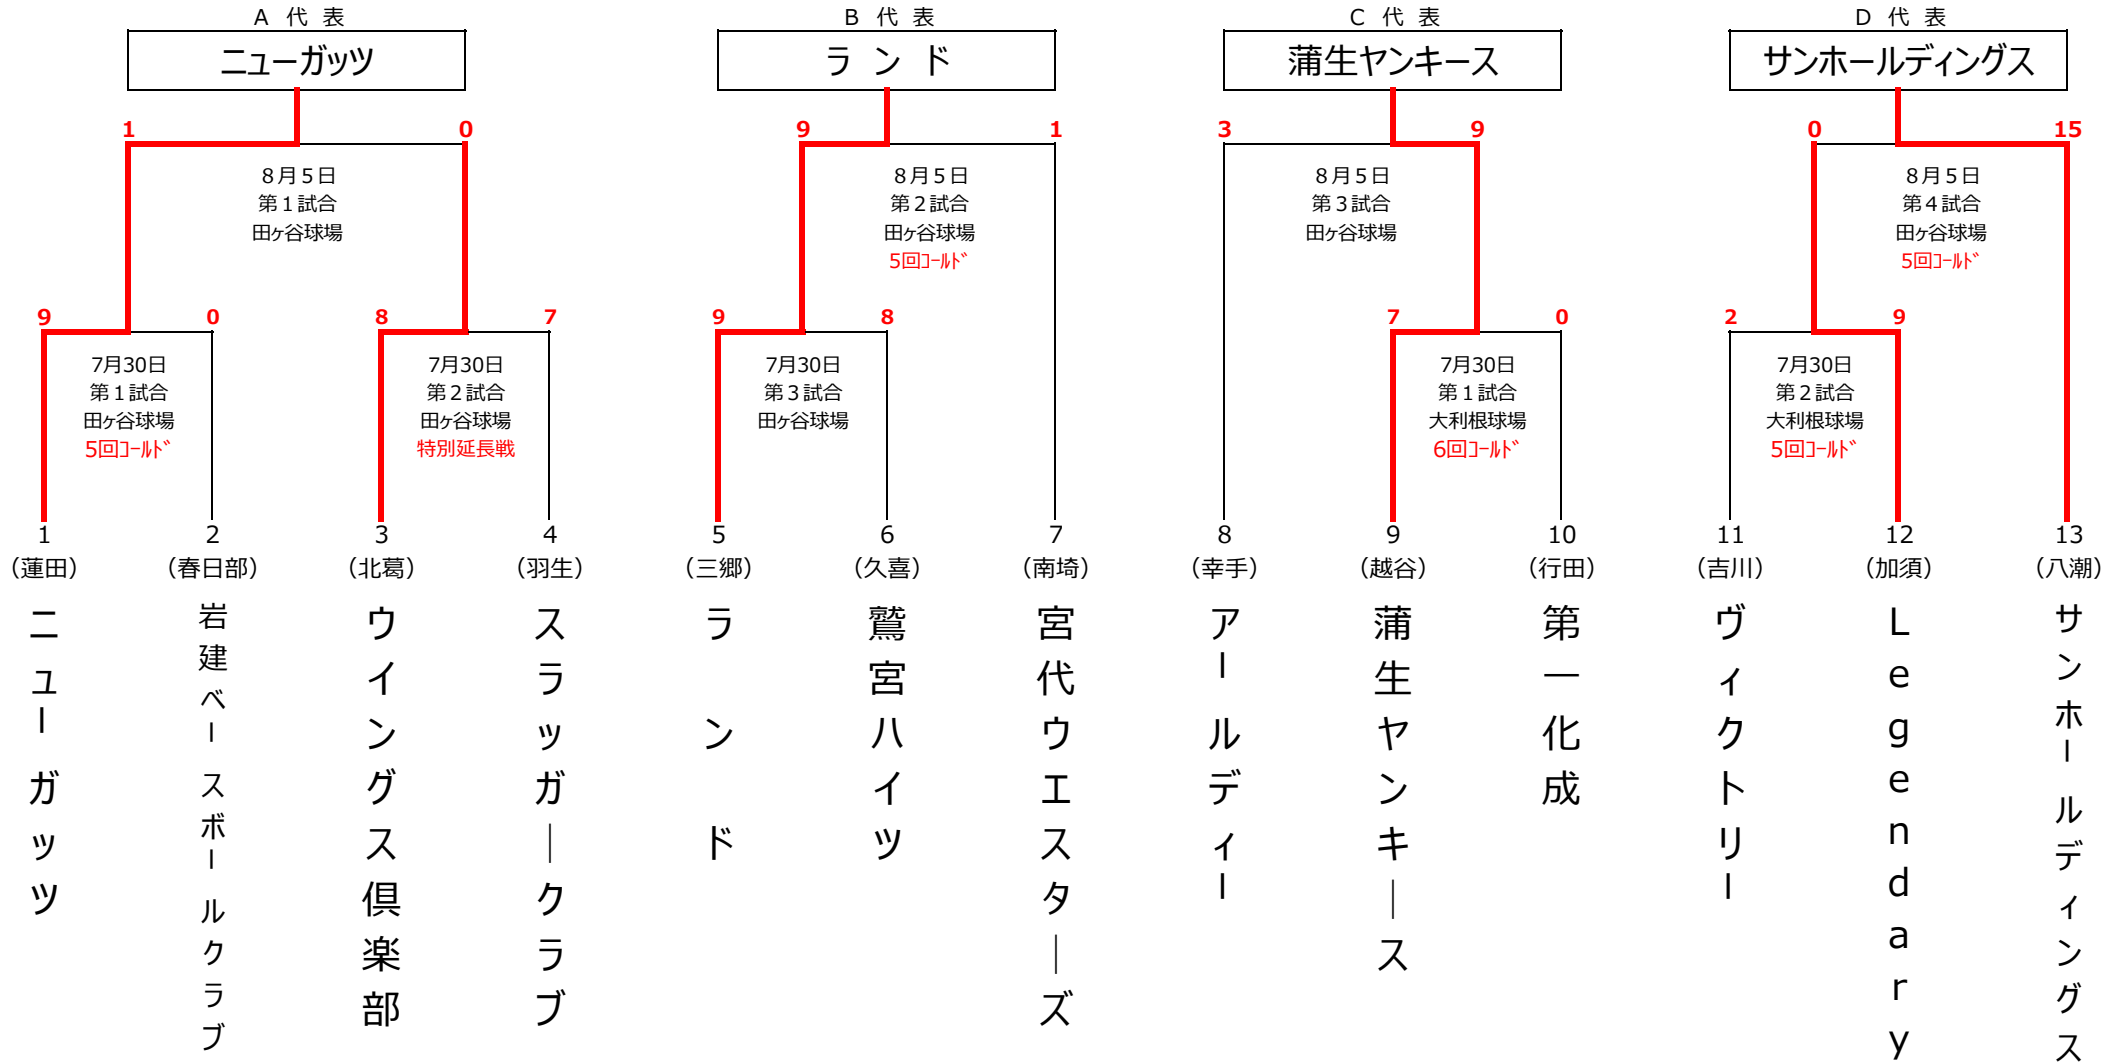 A 代 表
B 代 表
C 代 表
D 代 表
ニューガッツ
ラ ン ド
蒲生ヤンキース
サンホールディングス
1
0
9
1
3
9
0
15
8月5日
第1試合
田ヶ谷球場
8月5日
第2試合
田ヶ谷球場
5回ｺｰﾙﾄﾞ
8月5日
第3試合
田ヶ谷球場
8月5日
第4試合
田ヶ谷球場
5回ｺｰﾙﾄﾞ
9
0
8
7
9
8
7
0
2
9
7月30日
第1試合
田ヶ谷球場
5回ｺｰﾙﾄﾞ
7月30日
第2試合
田ヶ谷球場
特別延長戦
7月30日
第3試合
田ヶ谷球場
7月30日
第1試合
大利根球場
6回ｺｰﾙﾄﾞ
7月30日
第2試合
大利根球場
5回ｺｰﾙﾄﾞ
1
2
3
4
5
6
7
8
9
10
11
12
13
（蓮田）
（春日部）
（北葛）
（羽生）
（三郷）
（久喜）
（南埼）
（幸手）
（越谷）
（行田）
（吉川）
（加須）
（八潮）
ニューガッツ
岩建ベースボールクラブ
ウイングス倶楽部
スラッガ―クラブ
ランド
鷲宮ハイツ
宮代ウエスタ―ズ
アールディー
蒲生ヤンキ―ス
第一化成
ヴィクトリー
Legendary
サンホールディングス